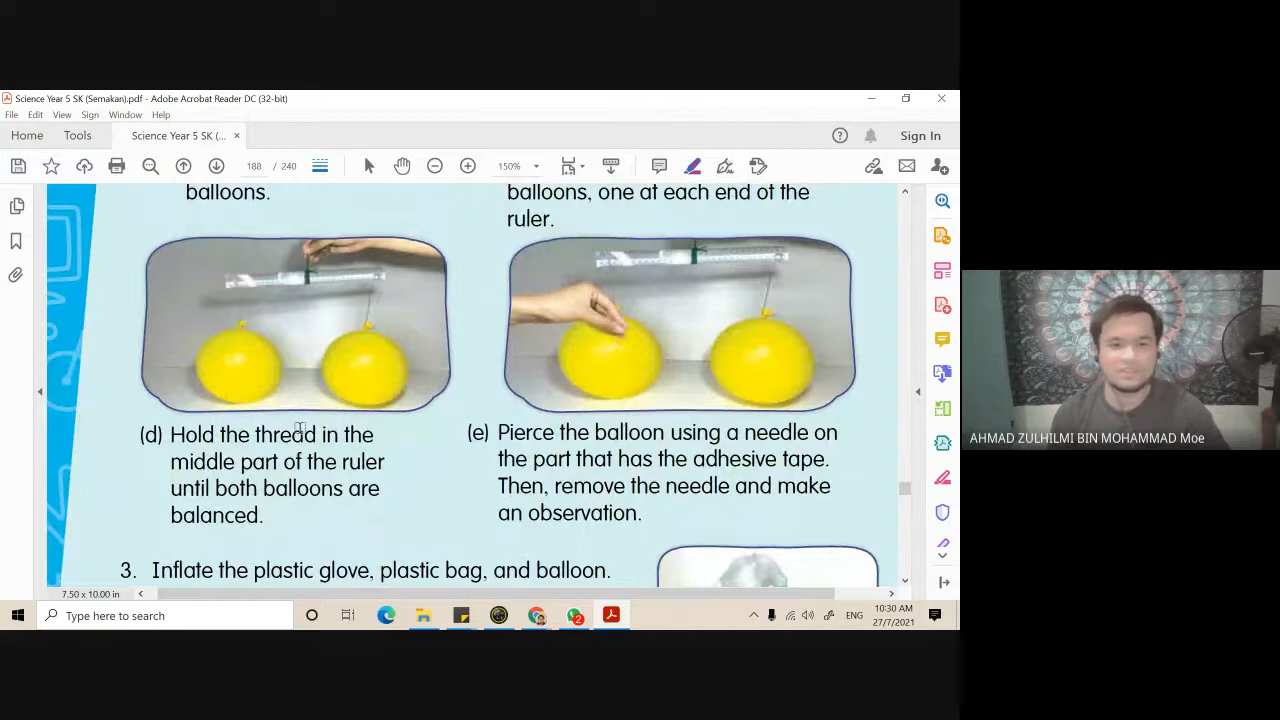 Science Year 5 SK (Semakan).pdf - Adobe Acrobat Reader DC (32-bit)
File Edit View Sign Window Help
Home Tools Science Year 5 SK (... × Sign In
188 / 240 150%
balloons.
balloons, one at each end of the
ruler.
(d) Hold the thread in the
middle part of the ruler
until both balloons are
balanced.
(e) Pierce the balloon using a needle on
the part that has the adhesive tape.
Then, remove the needle and make
an observation.
3. Inflate the plastic glove, plastic bag, and balloon.
7.50 x 10.00 in
AHMAD ZULHILMI BIN MOHAMMAD Moe
Type here to search
2
ENG
10:30 AM
27/7/2021